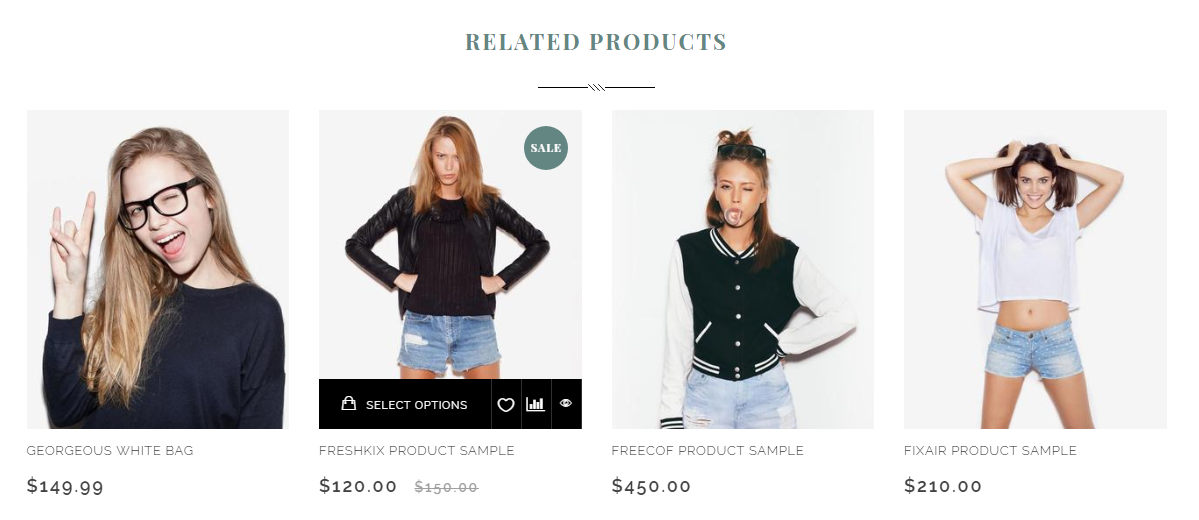 RELATED PRODUCTS
SALE
SELECT OPTIONS
GEORGEOUS WHITE BAG
$149.99
FRESHKIX PRODUCT SAMPLE
$120.00 $150.00
FREECOF PRODUCT SAMPLE
$450.00
FIXAIR PRODUCT SAMPLE
$210.00